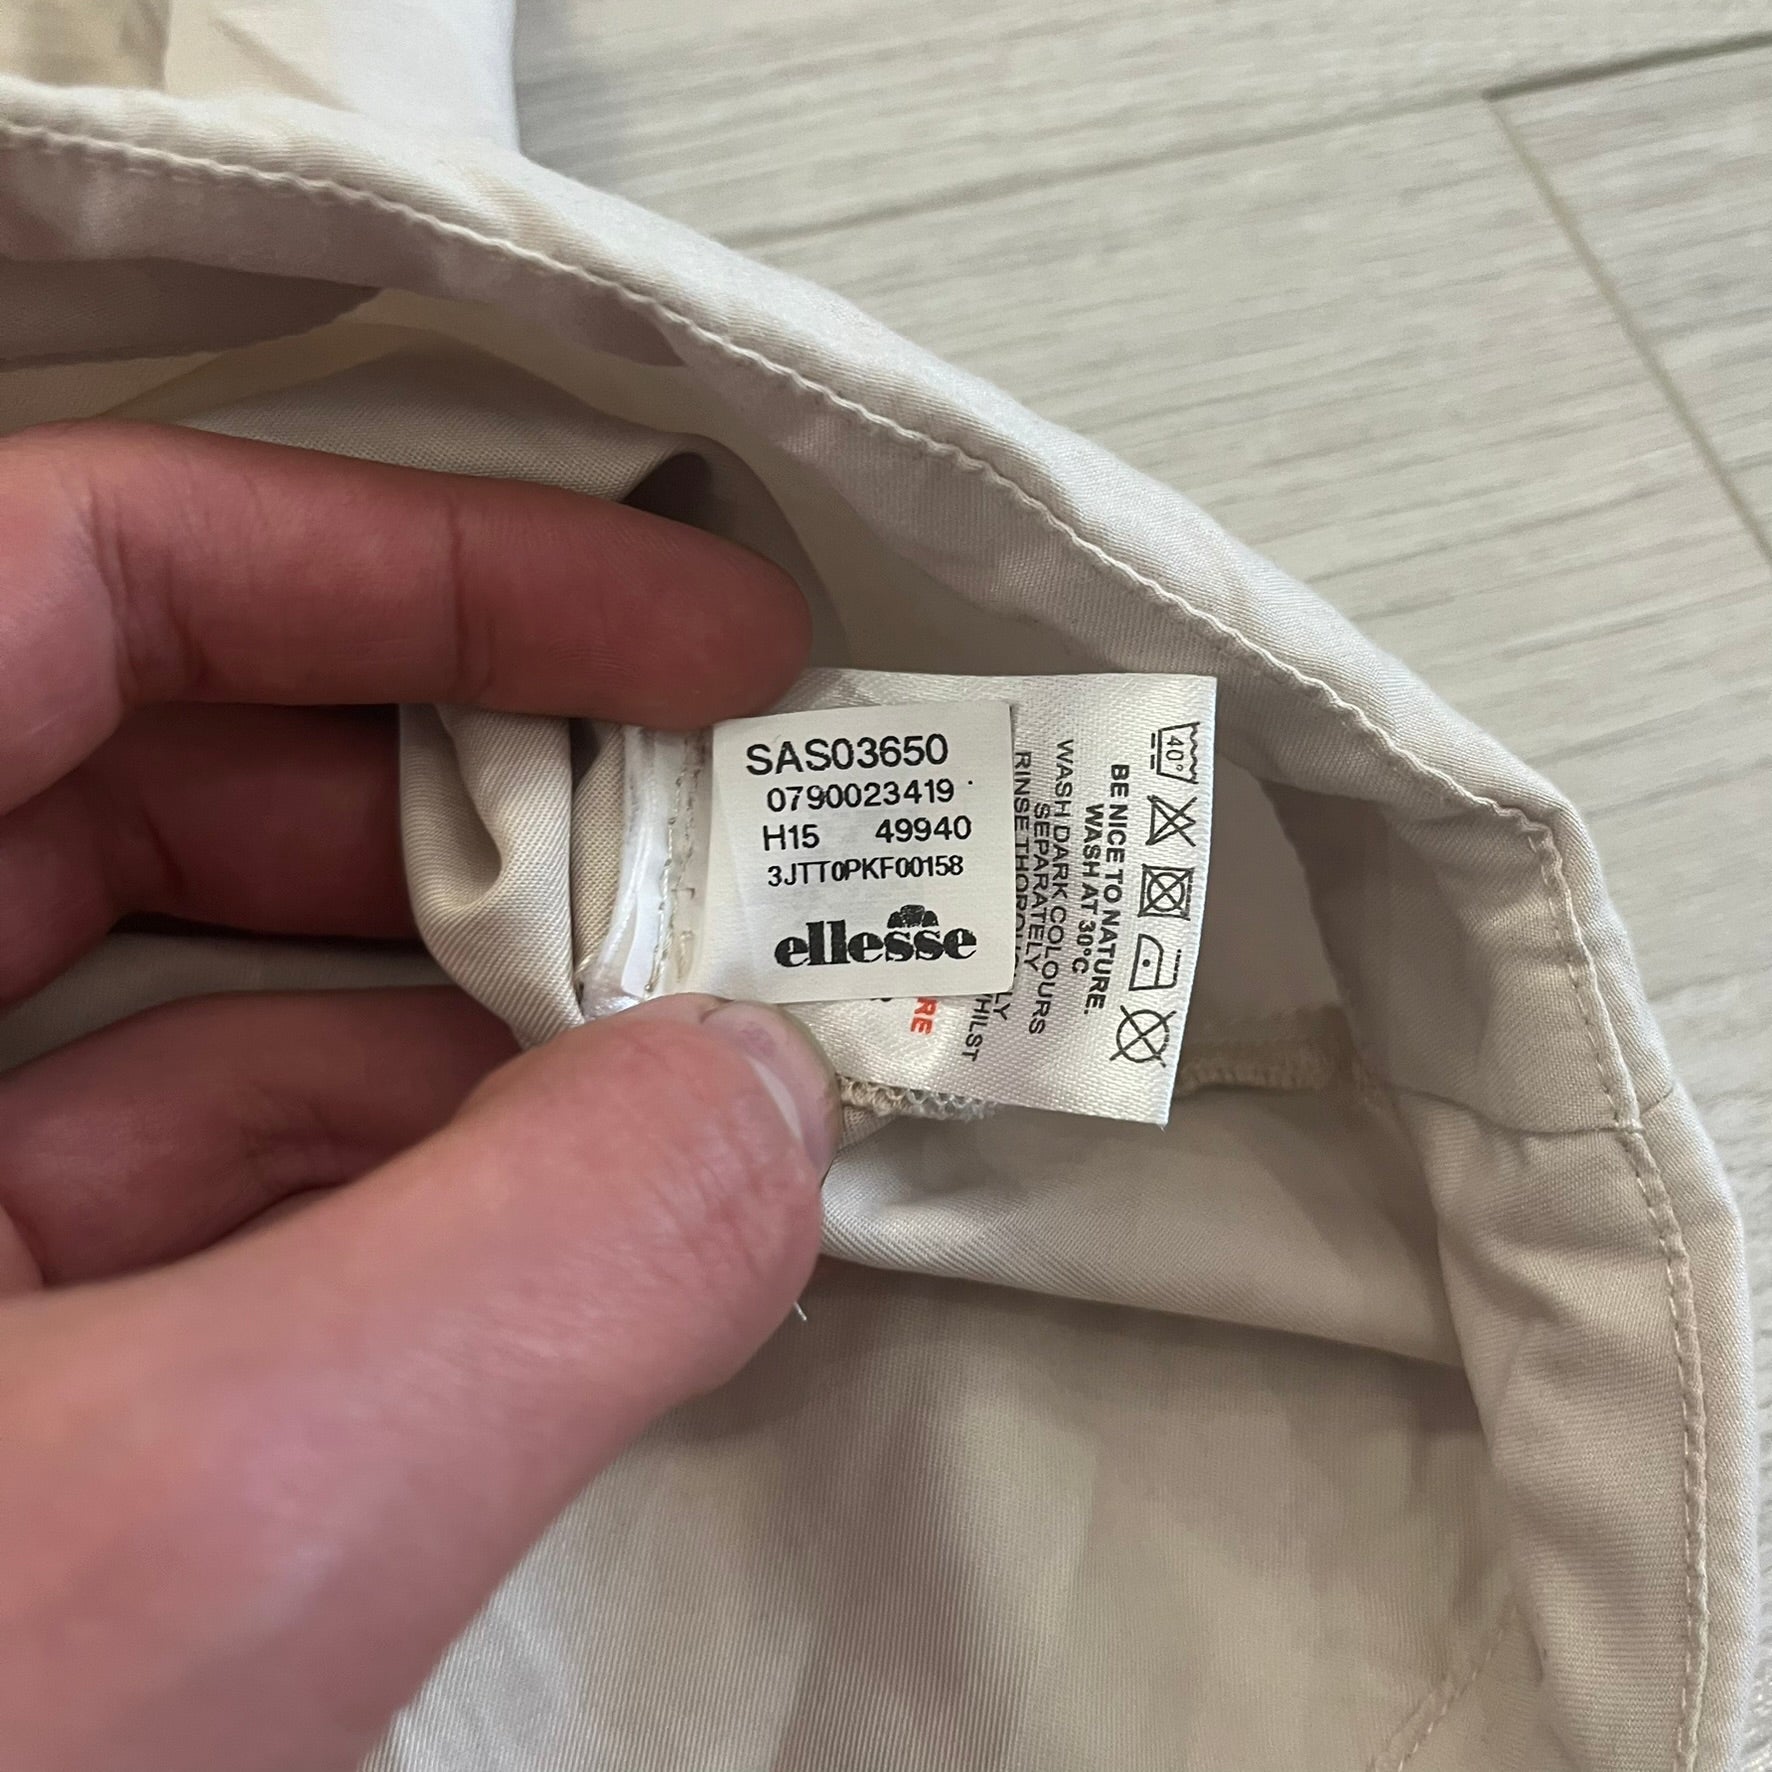 SAS03650
0790023419
H15 49940
3JTT0PKF00158
ellesse
40°
BE NICE TO NATURE.
WASH AT 30°C
WASH DARK COLOURS
SEPARATELY
RINSE THOROUGHLY